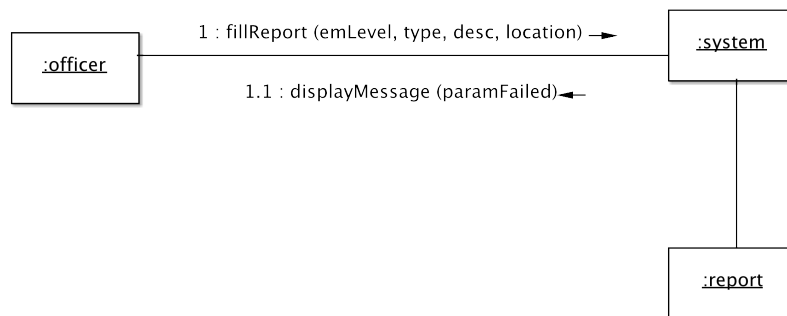 1 : fillReport (emLevel, type, desc, location)
:system
:officer
1.1 : displayMessage (paramFailed)
:report